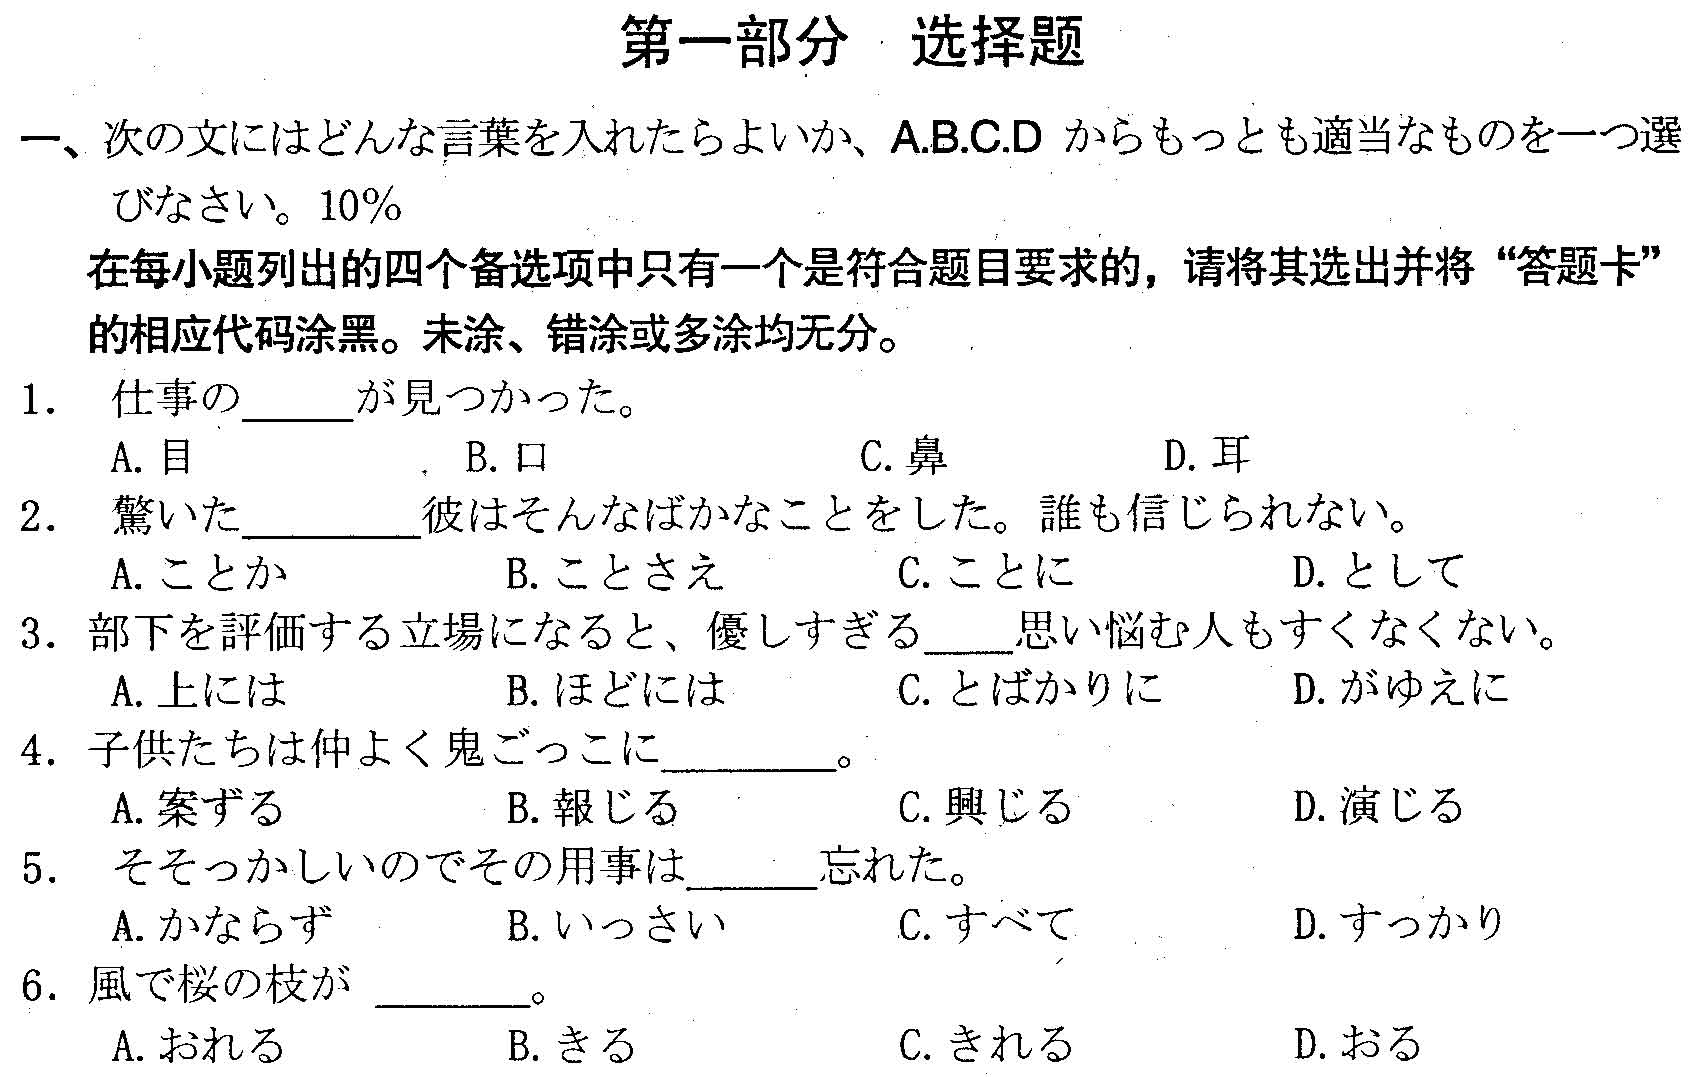 第一部分 选择题
一、次の文にはどんな言葉を入れたらよいか、A.B.C.D からもっとも適当なものを一つ選
びなさい。10%
在每小题列出的四个备选项中只有一个是符合题目要求的，请将其选出并将“答题卡”
的相应代码涂黑。未涂、错涂或多涂均无分。
1. 仕事の_____が見つかった。
A.目 B.口 C.鼻 D.耳
2. 驚いた________彼はそんなばかなことをした。誰も信じられない。
A.ことか B.ことさえ C.ことに D.として
3. 部下を評価する立場になると、優しすぎる____思い悩む人もすくなくない。
A.上には B.ほどには C.とばかりに D.がゆえに
4. 子供たちは仲よく鬼ごっこに________。
A.案ずる B.報じる C.興じる D.演じる
5. そそっかしいのでその用事は______忘れた。
A.かならず B.いっさい C.すべて D.すっかり
6. 風で桜の枝が _______。
A.おれる B.きる C.きれる D.おる